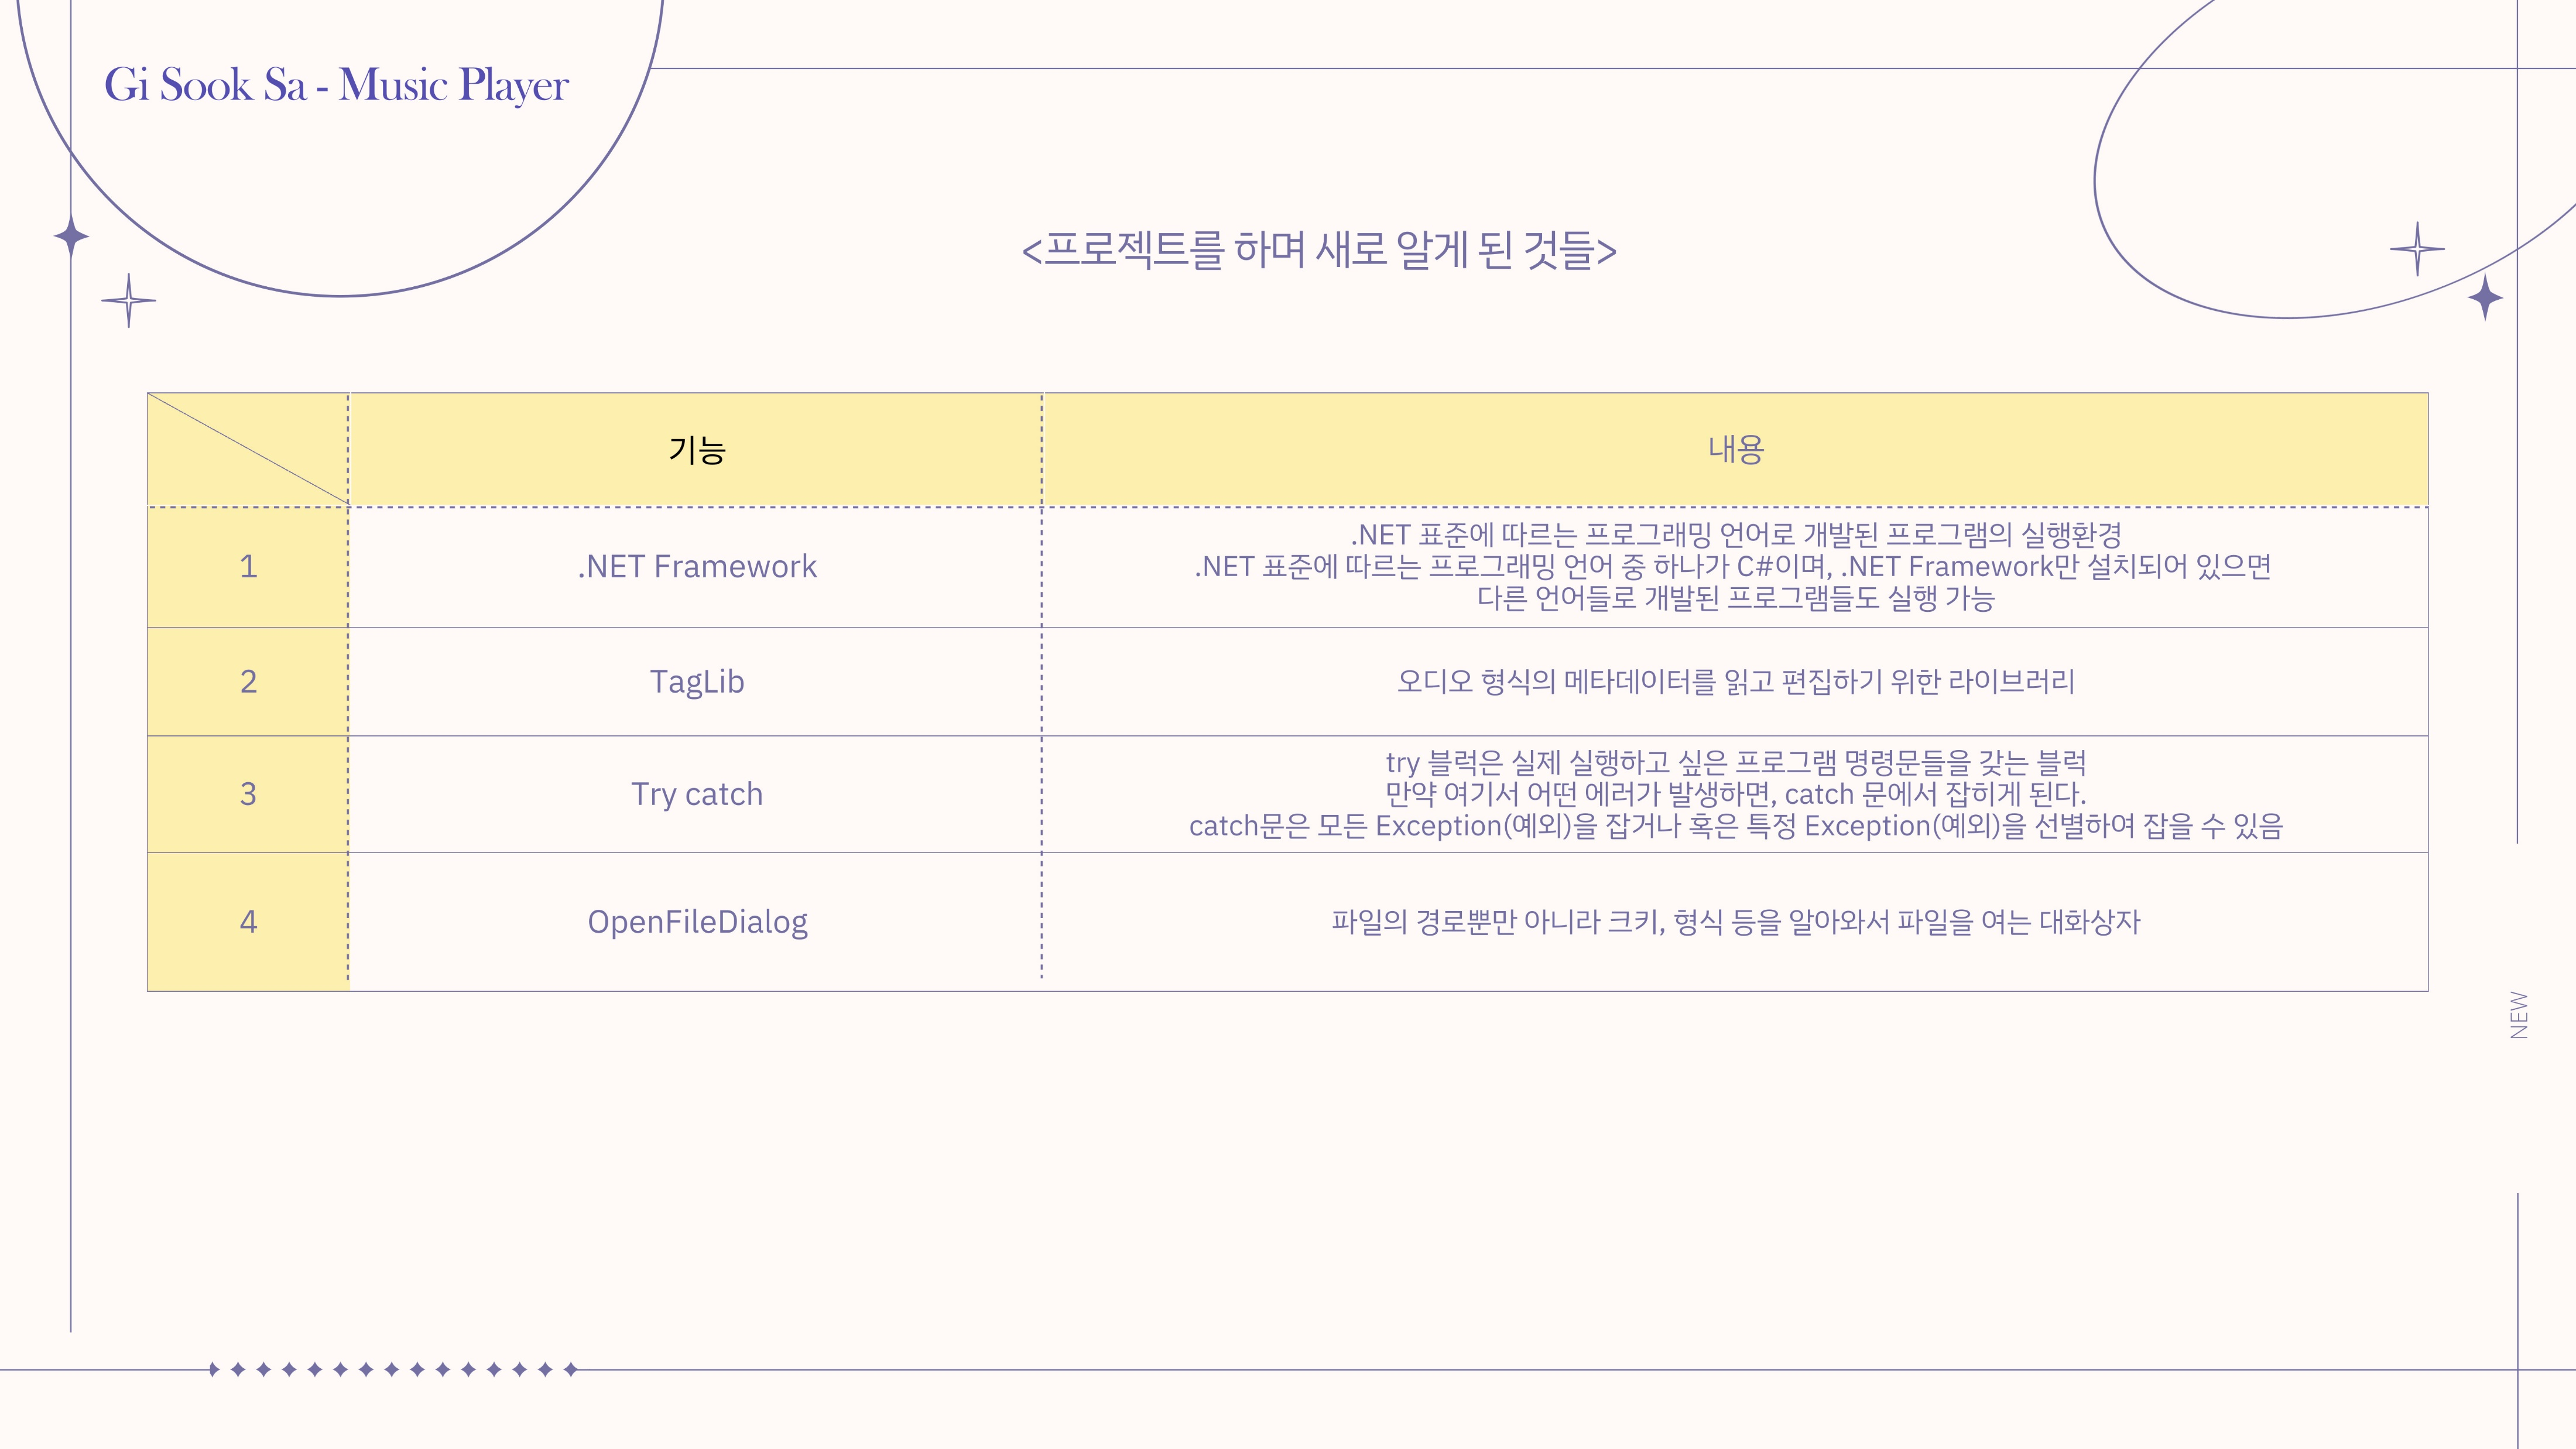 Gi Sook Sa - Music Player
<프로젝트를 하며 새로 알게 된 것들>
기능
내용
1
.NET Framework
.NET 표준에 따르는 프로그래밍 언어로 개발된 프로그램의 실행환경
.NET 표준에 따르는 프로그래밍 언어 중 하나가 C#이며, .NET Framework만 설치되어 있으면
다른 언어들로 개발된 프로그램들도 실행 가능
2
TagLib
오디오 형식의 메타데이터를 읽고 편집하기 위한 라이브러리
3
Try catch
try 블럭은 실제 실행하고 싶은 프로그램 명령문들을 갖는 블럭
만약 여기서 어떤 에러가 발생하면, catch 문에서 잡히게 된다.
catch문은 모든 Exception(예외)을 잡거나 혹은 특정 Exception(예외)을 선별하여 잡을 수 있음
4
OpenFileDialog
파일의 경로뿐만 아니라 크키, 형식 등을 알아와서 파일을 여는 대화상자
NEW